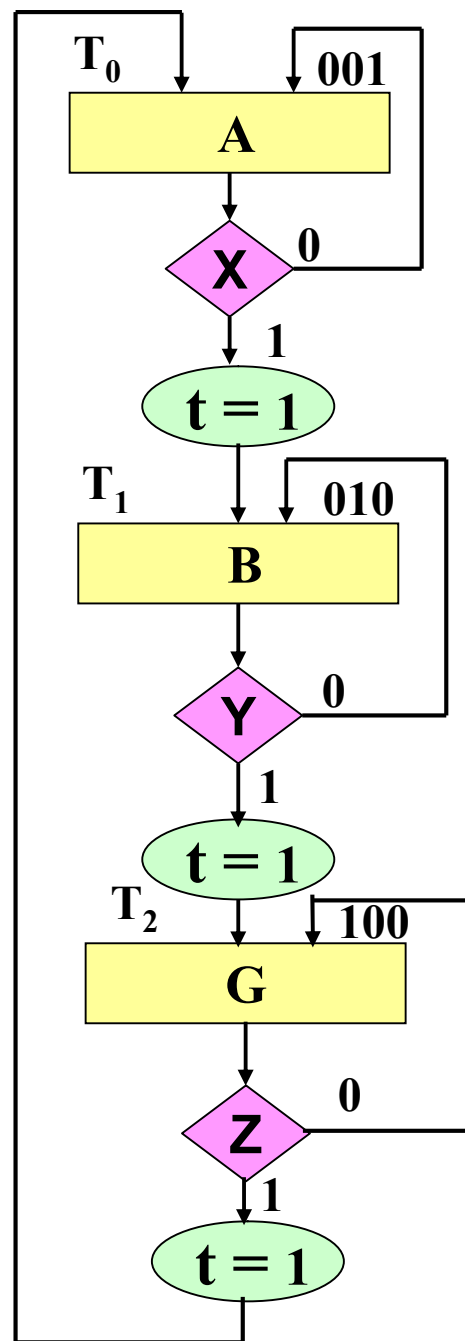 T₀ 001
A
X 0
1
t = 1
T₁ 010
B
Y 0
1
t = 1
T₂ 100
G
Z 0
1
t = 1